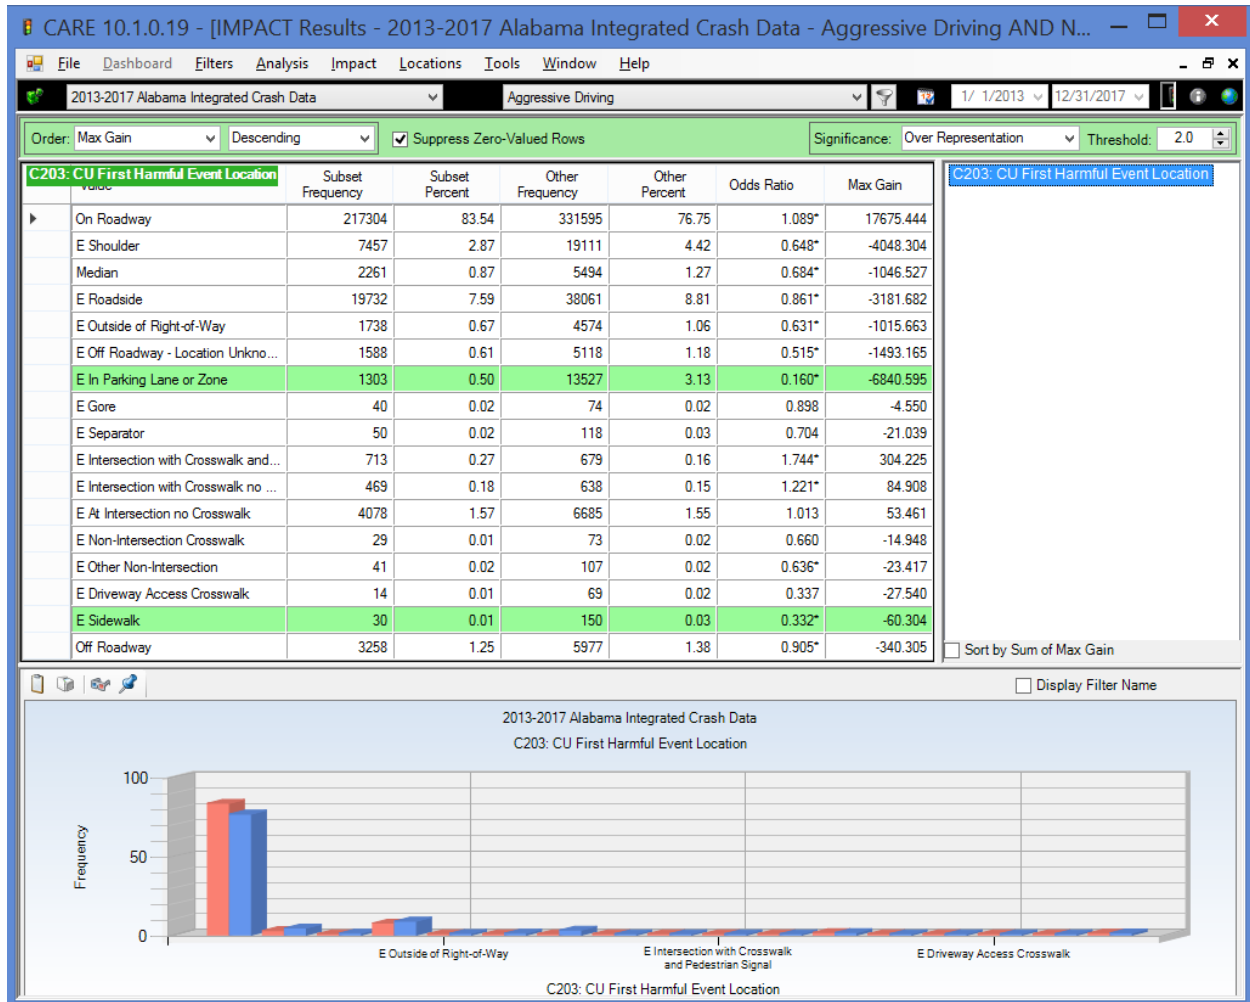 CARE 10.1.0.19 - [IMPACT Results - 2013-2017 Alabama Integrated Crash Data - Aggressive Driving AND N...
File Dashboard Filters Analysis Impact Locations Tools Window Help
2013-2017 Alabama Integrated Crash Data Aggressive Driving 1/ 1/2013 12/31/2017
Order: Max Gain Descending Suppress Zero-Valued Rows Significance: Over Representation Threshold: 2.0
C203: CU First Harmful Event Location Subset Frequency Subset Percent Other Frequency Other Percent Odds Ratio Max Gain C203: CU First Harmful Event Location
On Roadway 217304 83.54 331595 76.75 1.089* 17675.444
E Shoulder 7457 2.87 19111 4.42 0.648* -4048.304
Median 2261 0.87 5494 1.27 0.684* -1046.527
E Roadside 19732 7.59 38061 8.81 0.861* -3181.682
E Outside of Right-of-Way 1738 0.67 4574 1.06 0.631* -1015.663
E Off Roadway - Location Unkno... 1588 0.61 5118 1.18 0.515* -1493.165
E In Parking Lane or Zone 1303 0.50 13527 3.13 0.160* -6840.595
E Gore 40 0.02 74 0.02 0.898 -4.550
E Separator 50 0.02 118 0.03 0.704 -21.039
E Intersection with Crosswalk and... 713 0.27 679 0.16 1.744* 304.225
E Intersection with Crosswalk no ... 469 0.18 638 0.15 1.221* 84.908
E At Intersection no Crosswalk 4078 1.57 6685 1.55 1.013 53.461
E Non-Intersection Crosswalk 29 0.01 73 0.02 0.660 -14.948
E Other Non-Intersection 41 0.02 107 0.02 0.636* -23.417
E Driveway Access Crosswalk 14 0.01 69 0.02 0.337 -27.540
E Sidewalk 30 0.01 150 0.03 0.332* -60.304
Off Roadway 3258 1.25 5977 1.38 0.905* -340.305
Sort by Sum of Max Gain
Display Filter Name
2013-2017 Alabama Integrated Crash Data
C203: CU First Harmful Event Location
100
50
0
Frequency
E Outside of Right-of-Way
E Intersection with Crosswalk
and Pedestrian Signal
E Driveway Access Crosswalk
C203: CU First Harmful Event Location